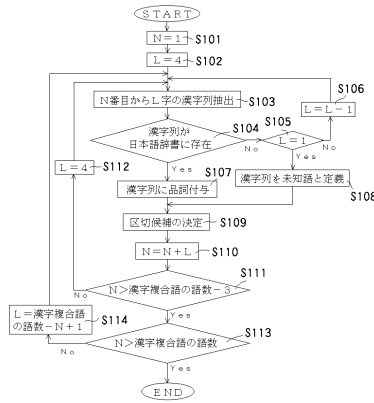 START
N=1
S101
L=4
S102
S106
N番目からL字の漢字列抽出
S103
L=L-1
S105
漢字列が
日本語辞書に存在
S104
L=1
No
No
L=4
S112
Yes
S107
Yes
漢字列に品詞付与
漢字列を未知語と定義
S108
区切候補の決定
S109
N=N+L
S110
N>漢字複合語の語数-3
S111
No
Yes
L=漢字複合語
の語数-N+1
S114
N>漢字複合語の語数
S113
No
Yes
END